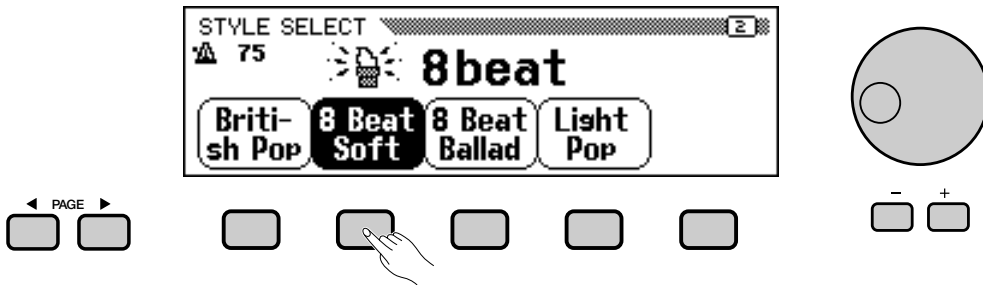 STYLE SELECT 2
75
8beat
Briti-
sh Pop
8 Beat
Soft
8 Beat
Ballad
Light
Pop
◀ PAGE ▶
− +